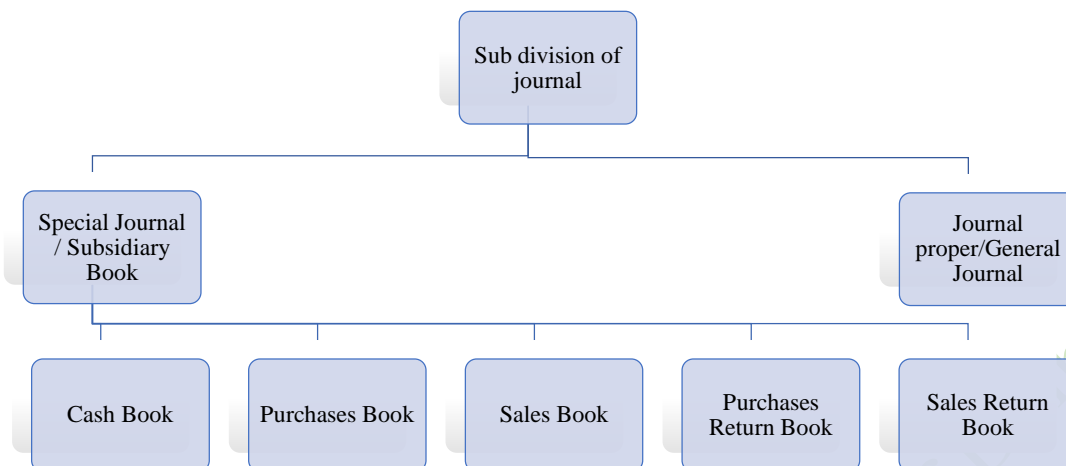 Sub division of
journal
Special Journal
/ Subsidiary
Book
Journal
proper/General
Journal
Cash Book
Purchases Book
Sales Book
Purchases
Return Book
Sales Return
Book